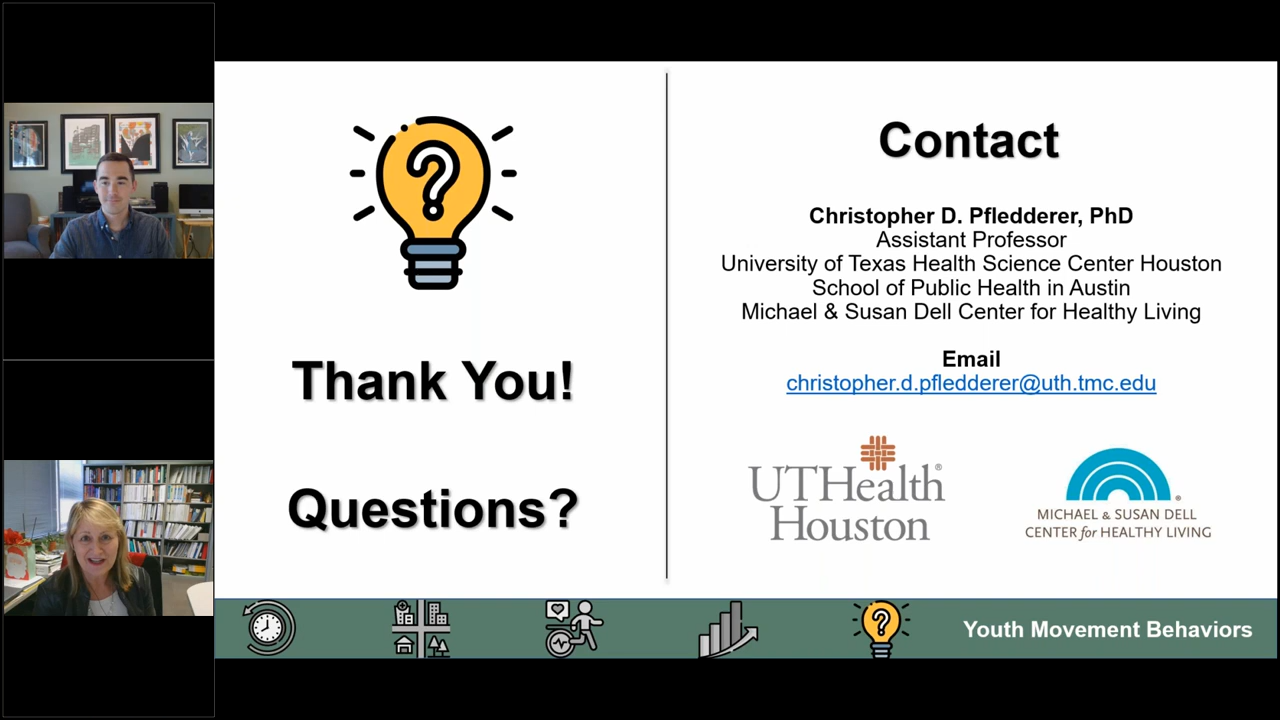 Thank You!
Questions?
Contact
Christopher D. Pfledderer, PhD
Assistant Professor
University of Texas Health Science Center Houston
School of Public Health in Austin
Michael & Susan Dell Center for Healthy Living
Email
christopher.d.pfledderer@uth.tmc.edu
UTHealth®
Houston
MICHAEL & SUSAN DELL
CENTER for HEALTHY LIVING
Youth Movement Behaviors